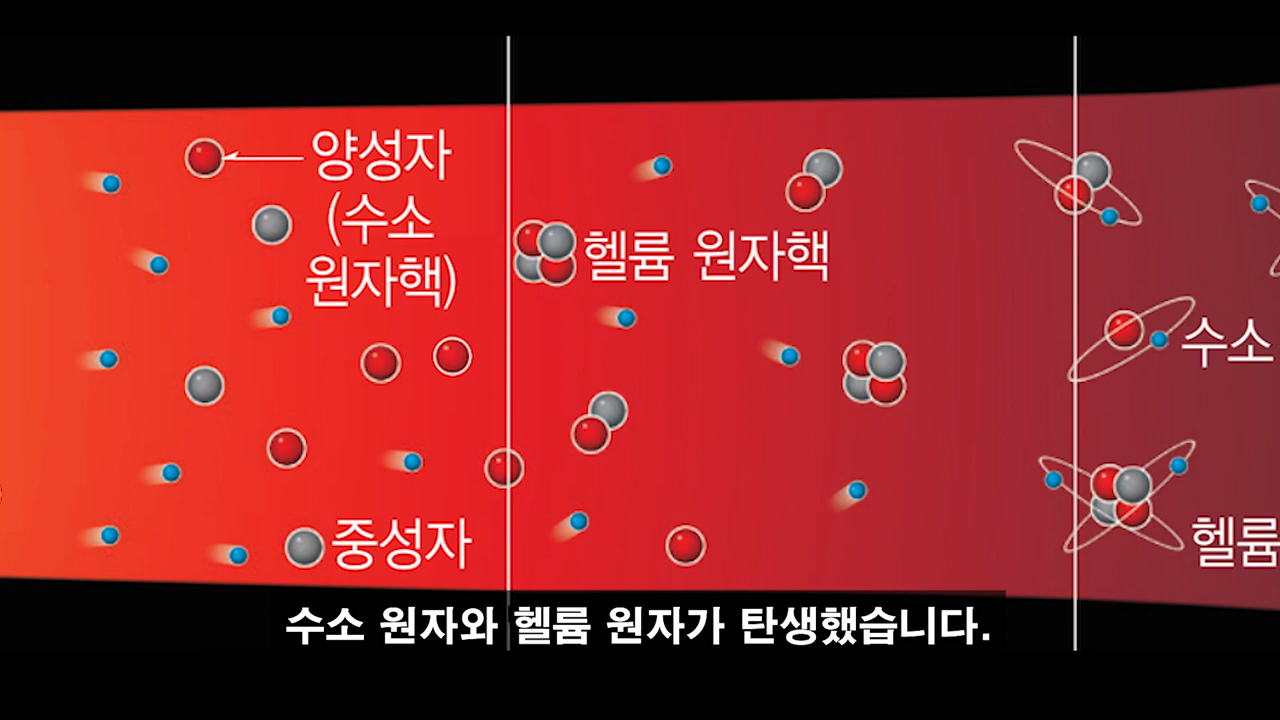 양성자
(수소
원자핵)
헬륨 원자핵
수소
중성자
헬륨
수소 원자와 헬륨 원자가 탄생했습니다.